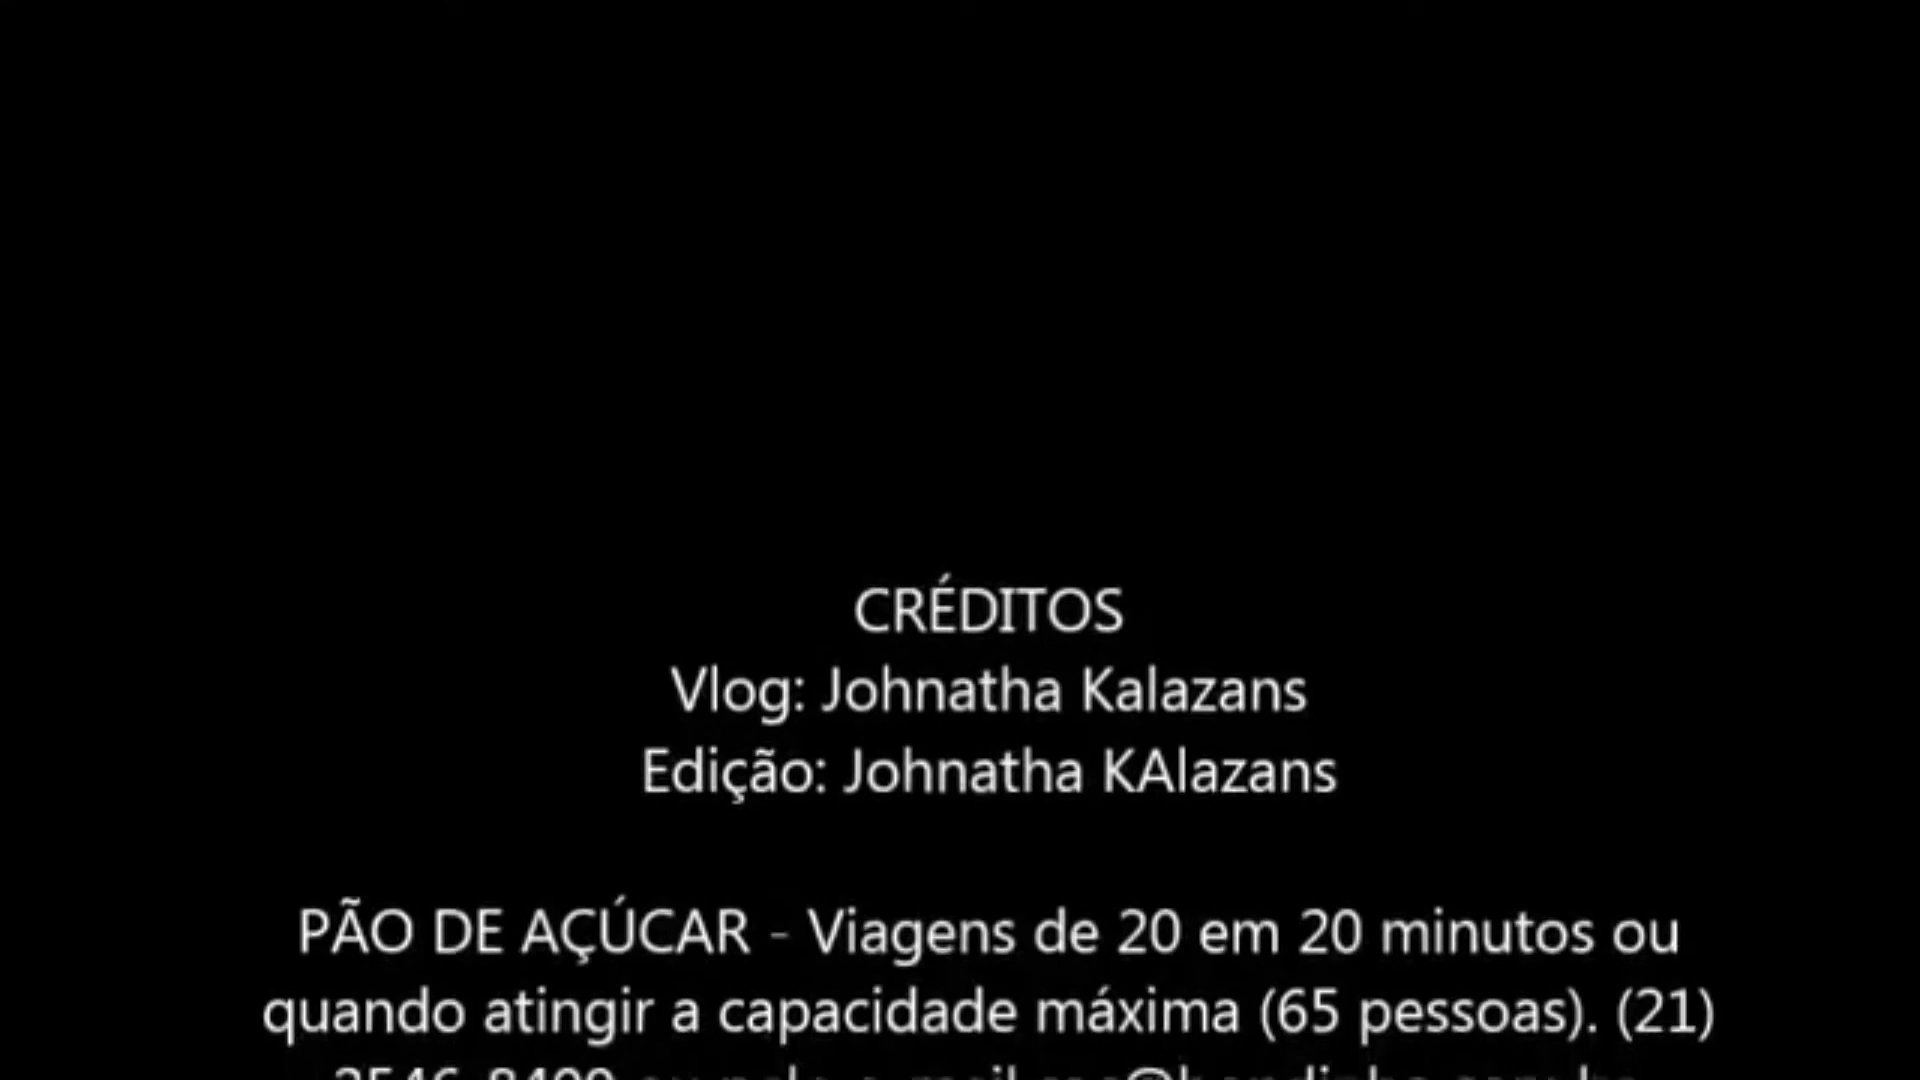 CRÉDITOS
Vlog: Johnatha Kalazans
Edição: Johnatha KAlazans
PÃO DE AÇÚCAR - Viagens de 20 em 20 minutos ou
quando atingir a capacidade máxima (65 pessoas). (21)